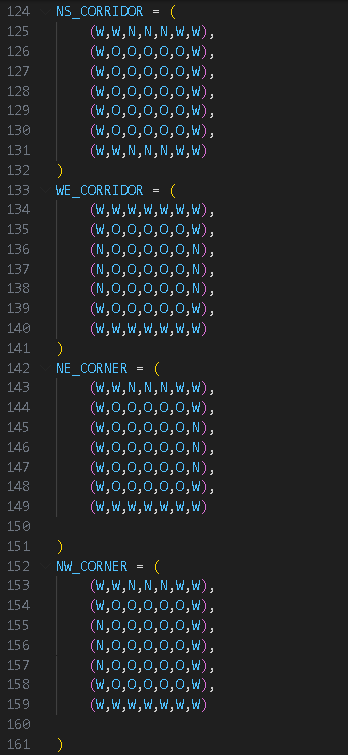 124 NS_CORRIDOR = (
125     (W,W,N,N,N,W,W),
126     (W,O,O,O,O,O,W),
127     (W,O,O,O,O,O,W),
128     (W,O,O,O,O,O,W),
129     (W,O,O,O,O,O,W),
130     (W,O,O,O,O,O,W),
131     (W,W,N,N,N,W,W)
132 )
133 WE_CORRIDOR = (
134     (W,W,W,W,W,W,W),
135     (W,O,O,O,O,O,W),
136     (N,O,O,O,O,O,N),
137     (N,O,O,O,O,O,N),
138     (N,O,O,O,O,O,N),
139     (W,O,O,O,O,O,W),
140     (W,W,W,W,W,W,W)
141 )
142 NE_CORNER = (
143     (W,W,N,N,N,W,W),
144     (W,O,O,O,O,O,W),
145     (W,O,O,O,O,O,N),
146     (W,O,O,O,O,O,N),
147     (W,O,O,O,O,O,N),
148     (W,O,O,O,O,O,W),
149     (W,W,W,W,W,W,W)
150
151 )
152 NW_CORNER = (
153     (W,W,N,N,N,W,W),
154     (W,O,O,O,O,O,W),
155     (N,O,O,O,O,O,W),
156     (N,O,O,O,O,O,W),
157     (N,O,O,O,O,O,W),
158     (W,O,O,O,O,O,W),
159     (W,W,W,W,W,W,W)
160
161 )